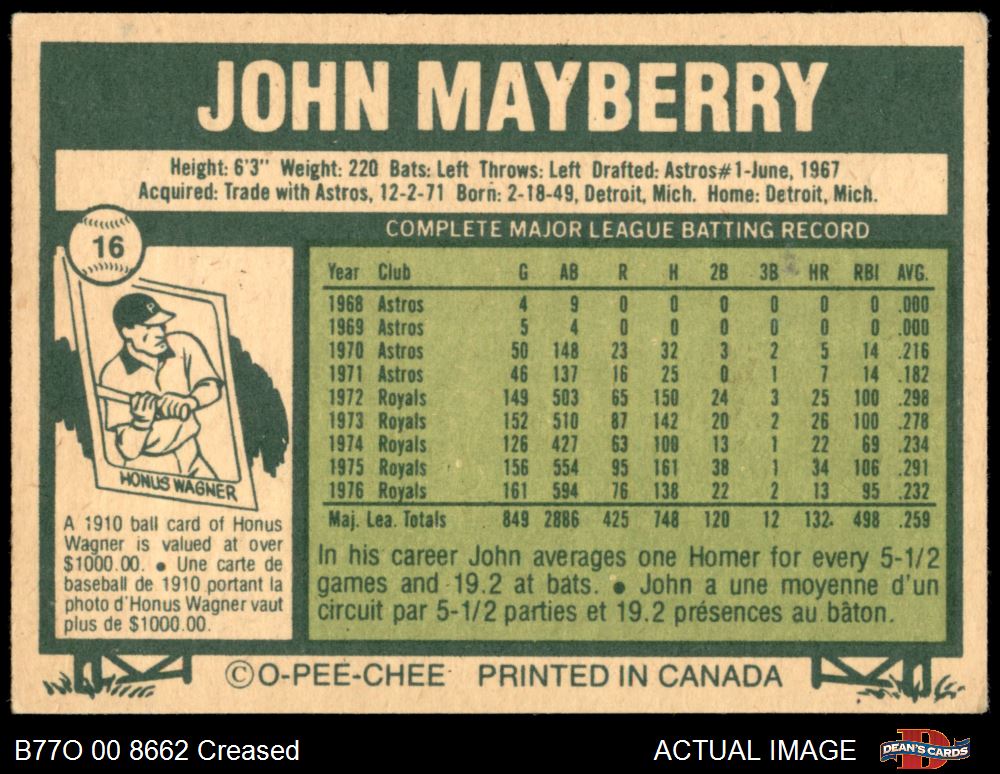 JOHN MAYBERRY
Height: 6'3" Weight: 220 Bats: Left Throws: Left Drafted: Astros#1-June, 1967
Acquired: Trade with Astros, 12-2-71 Born: 2-18-49, Detroit, Mich. Home: Detroit, Mich.
16
COMPLETE MAJOR LEAGUE BATTING RECORD
Year Club G AB R H 2B 3B HR RBI AVG.
1968 Astros 4 9 0 0 0 0 0 0 .000
1969 Astros 5 4 0 0 0 0 0 0 .000
1970 Astros 50 148 23 32 3 2 5 14 .216
1971 Astros 46 137 16 25 0 1 7 14 .182
1972 Royals 149 503 65 150 24 3 25 100 .298
1973 Royals 152 510 87 142 20 2 26 100 .278
1974 Royals 126 427 63 100 13 1 22 69 .234
1975 Royals 156 554 95 161 38 1 34 106 .291
1976 Royals 161 594 76 138 22 2 13 95 .232
Maj. Lea. Totals 849 2886 425 748 120 12 132 498 .259
In his career John averages one Homer for every 5-1/2
games and 19.2 at bats. ● John a une moyenne d'un
circuit par 5-1/2 parties et 19.2 présences au bâton.
P
HONUS WAGNER
A 1910 ball card of Honus
Wagner is valued at over
$1000.00. ● Une carte de
baseball de 1910 portant la
photo d'Honus Wagner vaut
plus de $1000.00.
©O-PEE-CHEE PRINTED IN CANADA
B77O 00 8662 Creased
ACTUAL IMAGE
DEAN'S CARDS